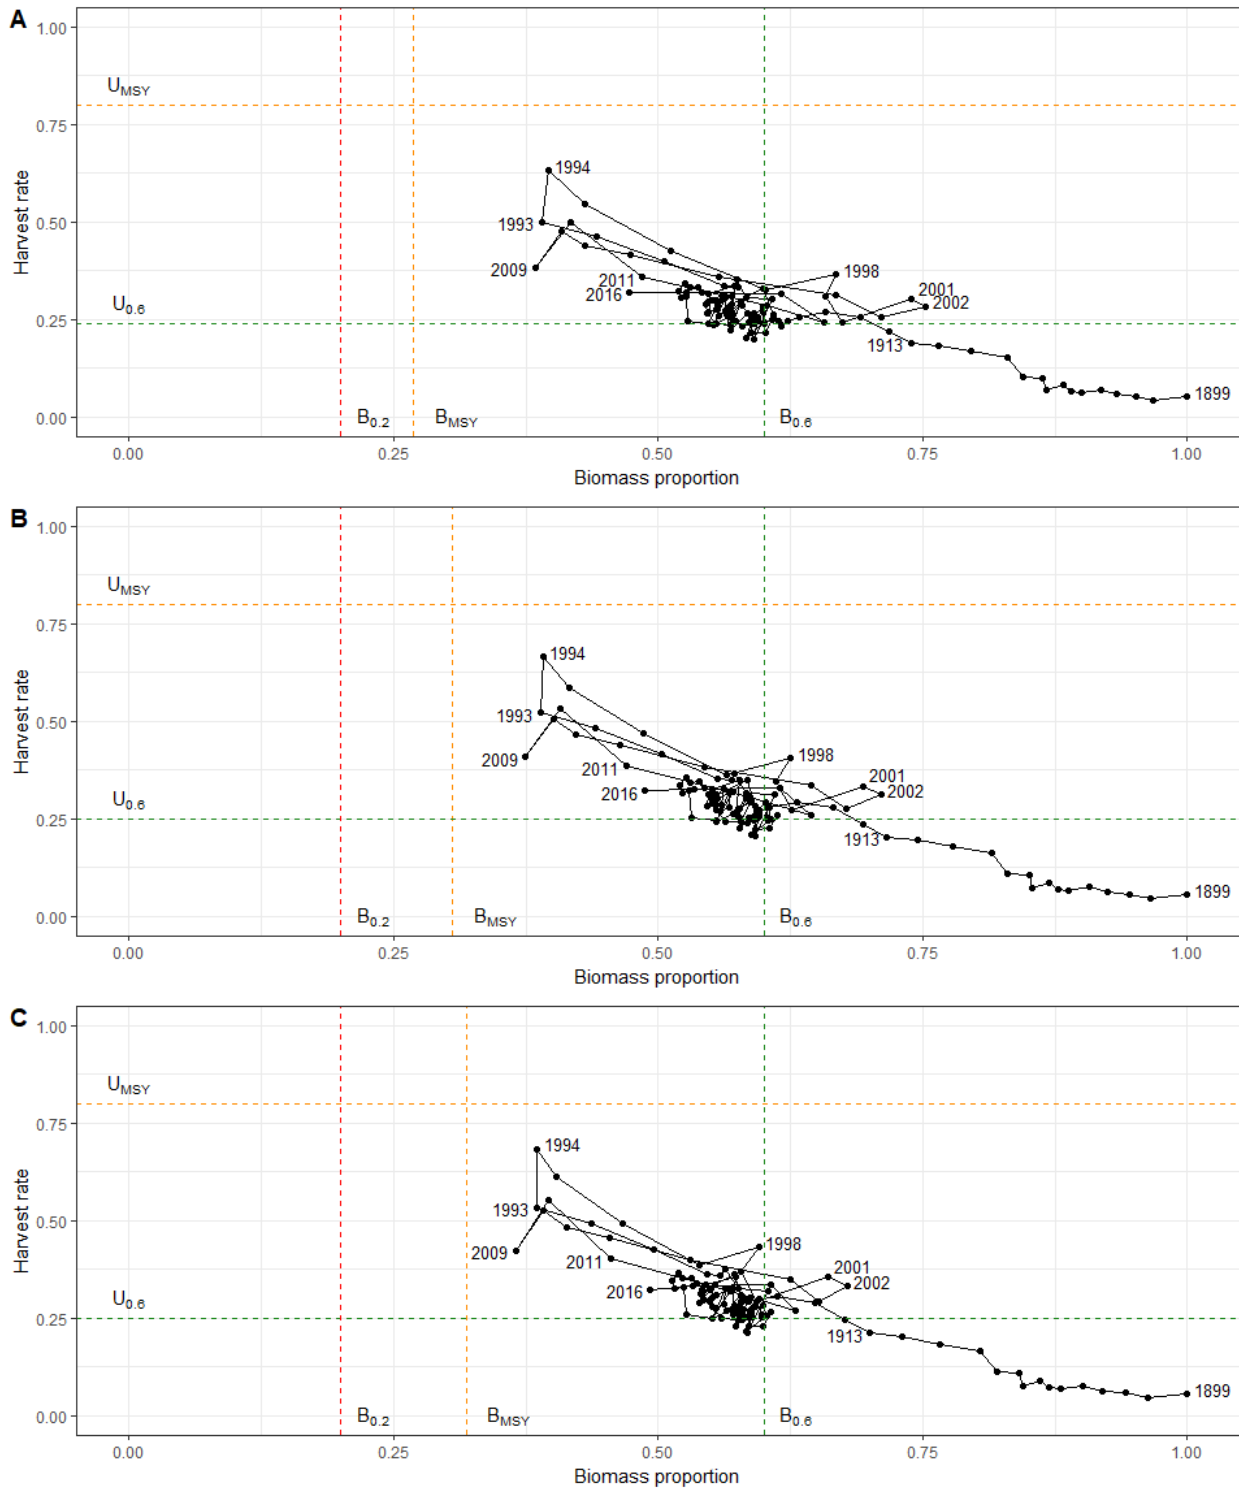 A
1.00
U_MSY
0.75
1994
0.50
1993
2009
2011
1998
2016
2001
2002
U_0.6
0.25
1913
1899
0.00
B_0.2
B_MSY
B_0.6
0.00 0.25 0.50 0.75 1.00
Biomass proportion
Harvest rate
B
1.00
U_MSY
0.75
1994
0.50
1993
2009
2011
1998
2016
2001
2002
U_0.6
0.25
1913
1899
0.00
B_0.2
B_MSY
B_0.6
0.00 0.25 0.50 0.75 1.00
Biomass proportion
Harvest rate
C
1.00
U_MSY
0.75
1994
0.50
1993
2009
2011
1998
2016
2001
2002
U_0.6
0.25
1913
1899
0.00
B_0.2
B_MSY
B_0.6
0.00 0.25 0.50 0.75 1.00
Biomass proportion
Harvest rate